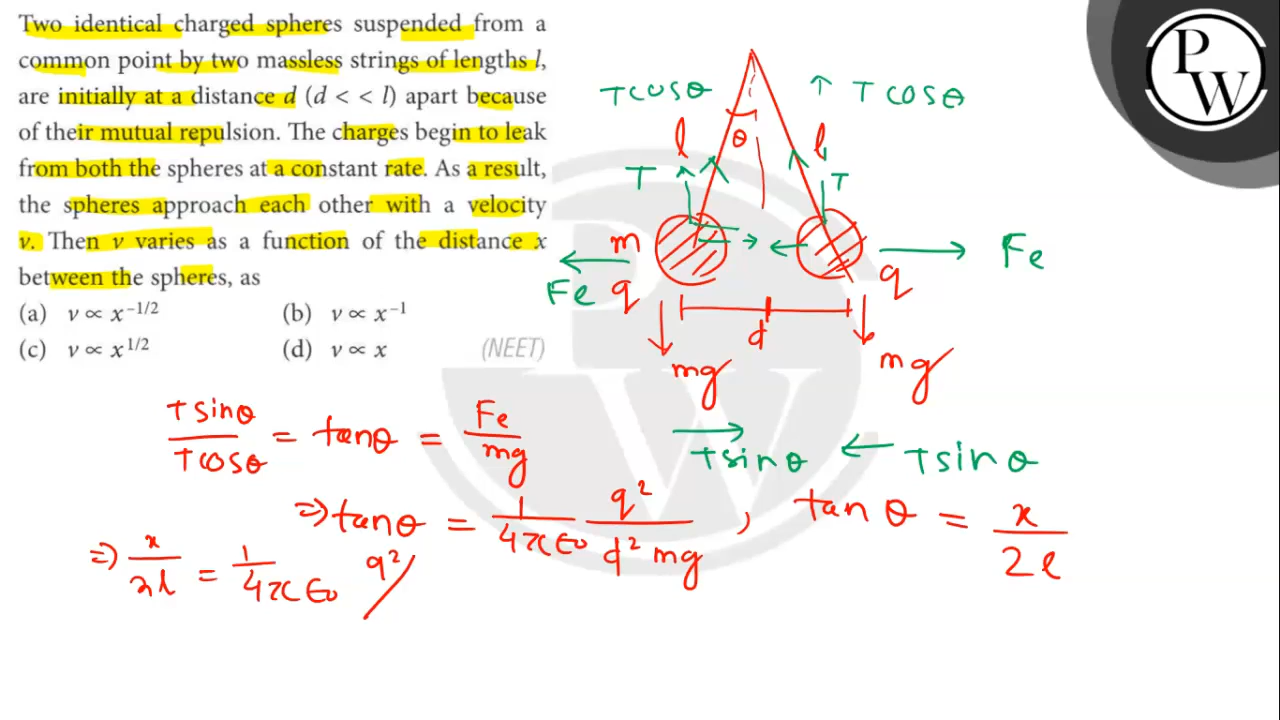 Two identical charged spheres suspended from a
common point by two massless strings of lengths l,
are initially at a distance d (d < < l) apart because
of their mutual repulsion. The charges begin to leak
from both the spheres at a constant rate. As a result,
the spheres approach each other with a velocity
v. Then v varies as a function of the distance x
between the spheres, as
(a) v ∝ x^{-1/2} (b) v ∝ x^{-1}
(c) v ∝ x^{1/2} (d) v ∝ x (NEET)
P
W
Tcosθ ↑ Tcosθ
θ
l l
T T
m
q q
Fe Fe
d
mg mg
Tsinθ Tsinθ
Tsinθ/Tcosθ = tanθ = Fe/mg
⇒ tanθ = 1/4πε₀ q²/d² mg , tanθ = x/2l
⇒ x/2l = 1/4πε₀ q²/